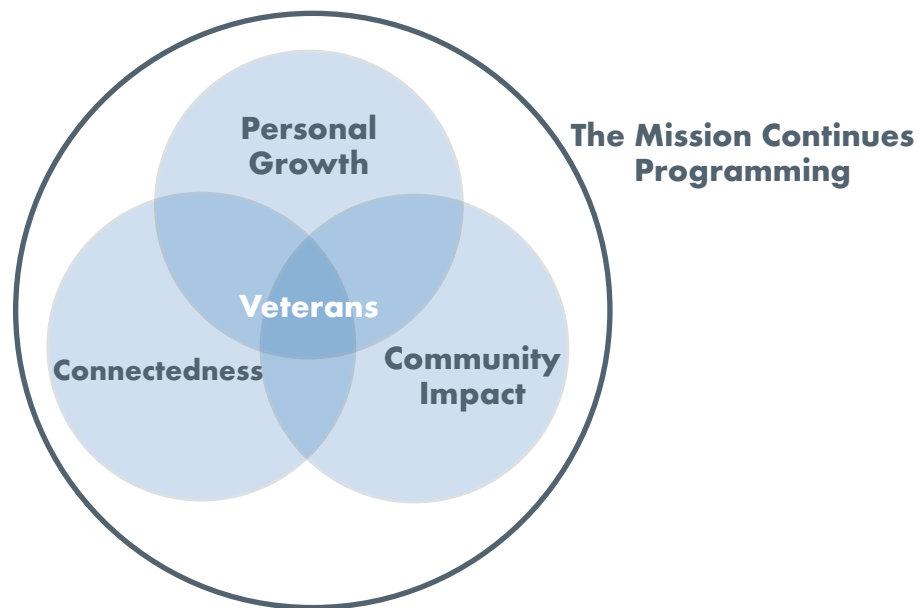 Personal
Growth
The Mission Continues
Programming
Veterans
Connectedness
Community
Impact